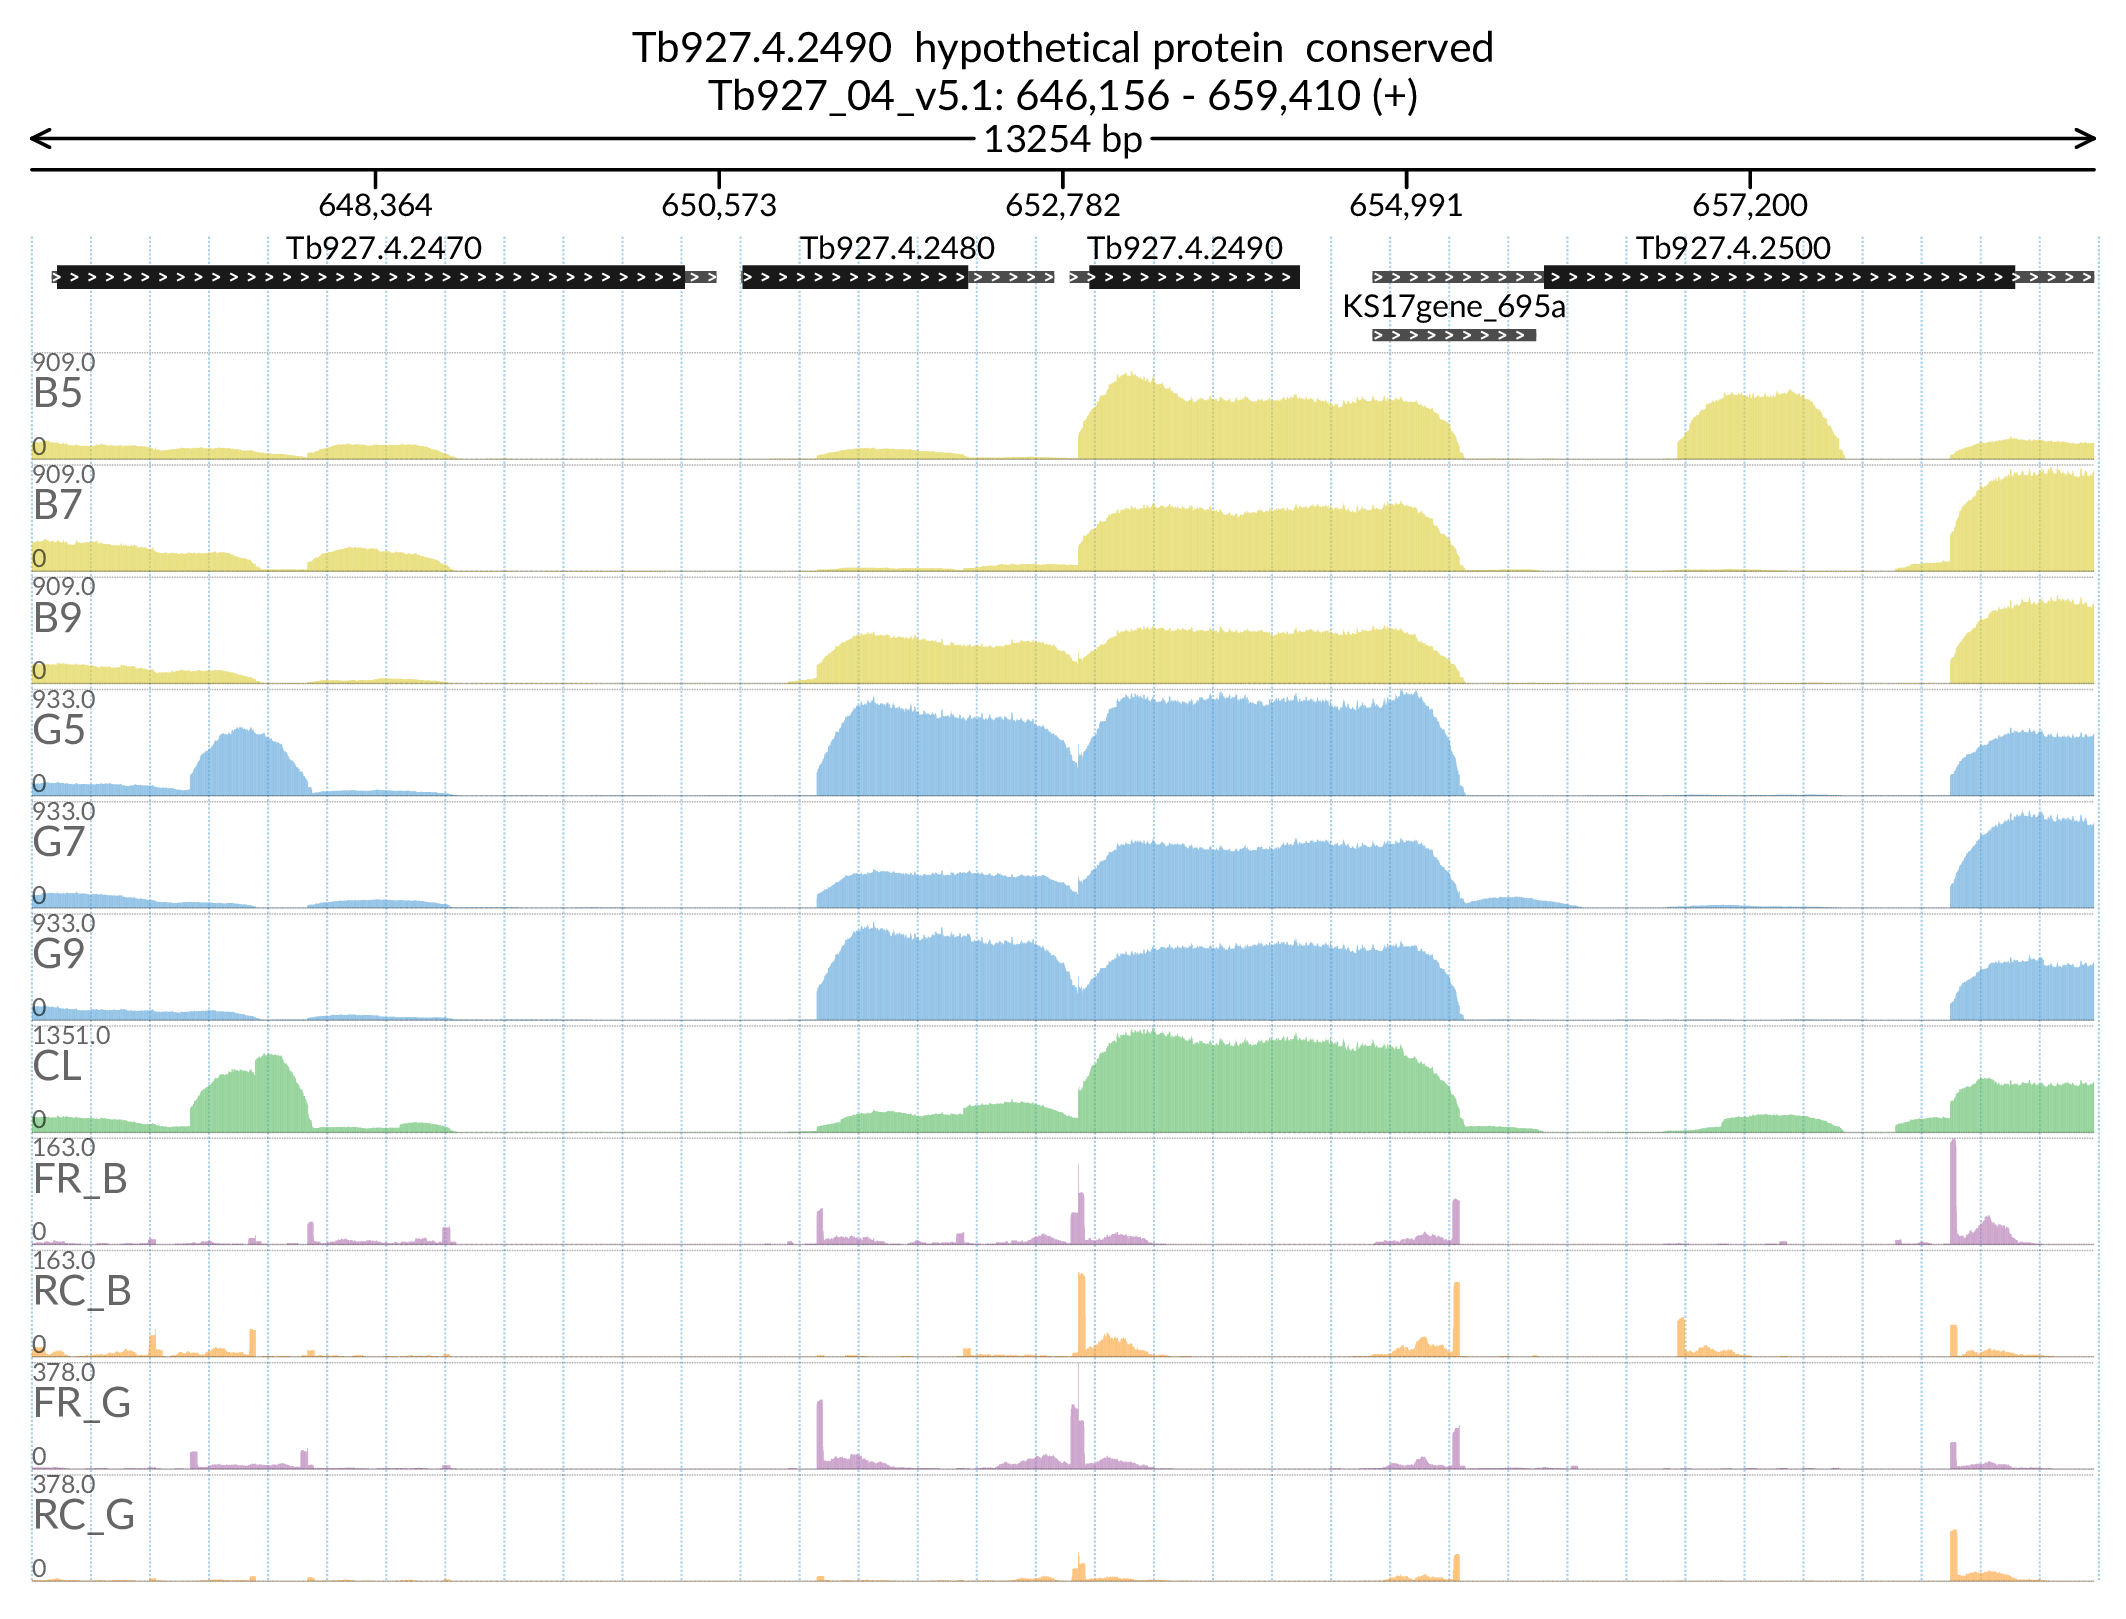 Tb927.4.2490  hypothetical protein  conserved
Tb927_04_v5.1: 646,156 - 659,410 (+)
13254 bp
648,364 650,573 652,782 654,991 657,200
Tb927.4.2470 Tb927.4.2480 Tb927.4.2490 Tb927.4.2500
KS17gene_695a
909.0
B5
0
909.0
B7
0
909.0
B9
0
933.0
G5
0
933.0
G7
0
933.0
G9
0
1351.0
CL
0
163.0
FR_B
0
163.0
RC_B
0
378.0
FR_G
0
378.0
RC_G
0